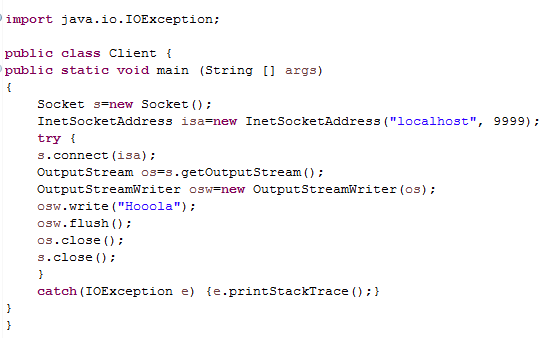 import java.io.IOException;
public class Client {
public static void main (String [] args)
{
Socket s=new Socket();
InetSocketAddress isa=new InetSocketAddress("localhost", 9999);
try {
s.connect(isa);
OutputStream os=s.getOutputStream();
OutputStreamWriter osw=new OutputStreamWriter(os);
osw.write("Hooola");
osw.flush();
os.close();
s.close();
}
catch(IOException e) {e.printStackTrace();}
}
}